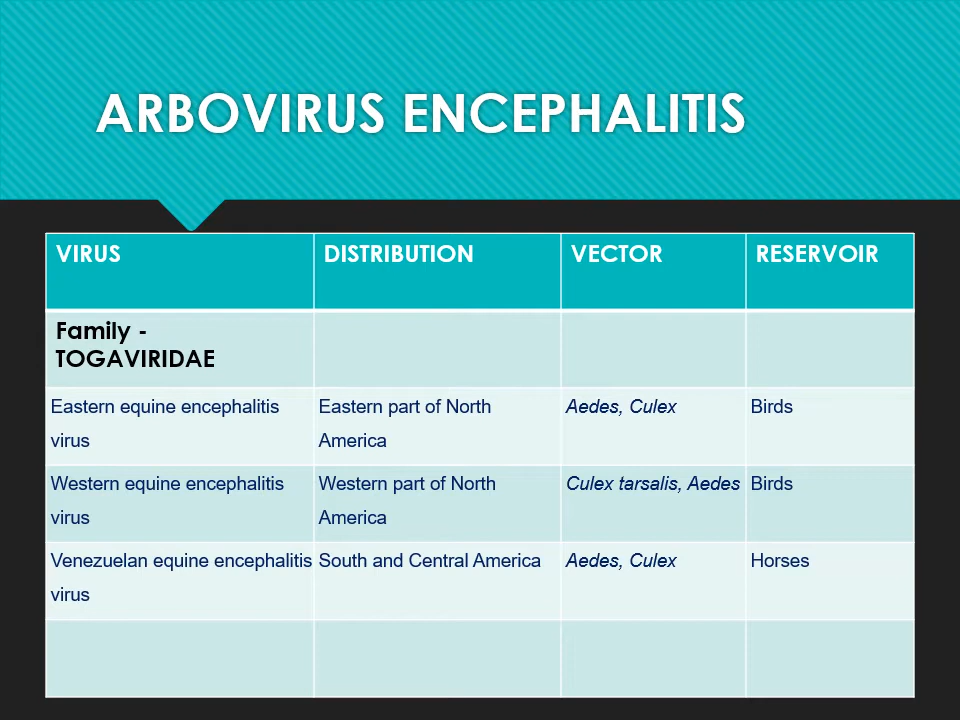 ARBOVIRUS ENCEPHALITIS
VIRUS DISTRIBUTION VECTOR RESERVOIR
Family -
TOGAVIRIDAE
Eastern equine encephalitis Eastern part of North Aedes, Culex Birds
virus America
Western equine encephalitis Western part of North Culex tarsalis, Aedes Birds
virus America
Venezuelan equine encephalitis South and Central America Aedes, Culex Horses
virus